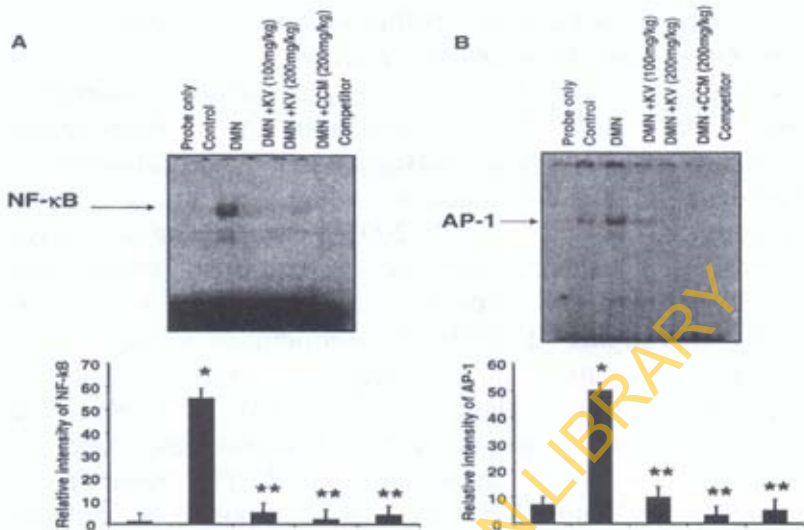 A
Probe only
Control
DMN
DMN +KV (100mg/kg)
DMN +KV (200mg/kg)
DMN +CCM (200mg/kg)
Competitor
NF-κB
Relative intensity of NF-kB
70
60
50
40
30
20
10
0
*
**
**
**
B
Probe only
Control
DMN
DMN +KV (100mg/kg)
DMN +KV (200mg/kg)
DMN +CCM (200mg/kg)
Competitor
AP-1
Relative intensity of AP-1
60
50
40
30
20
10
0
*
**
**
**
N LIBRARY